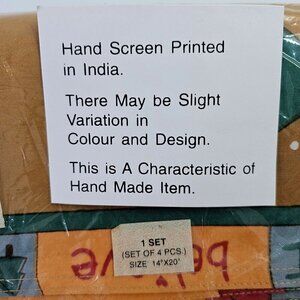 Hand Screen Printed
in India.
There May be Slight
Variation in
Colour and Design.
This is A Characteristic of
Hand Made Item.
1 SET
(SET OF 4 PCS.)
SIZE 14"X20"
believe